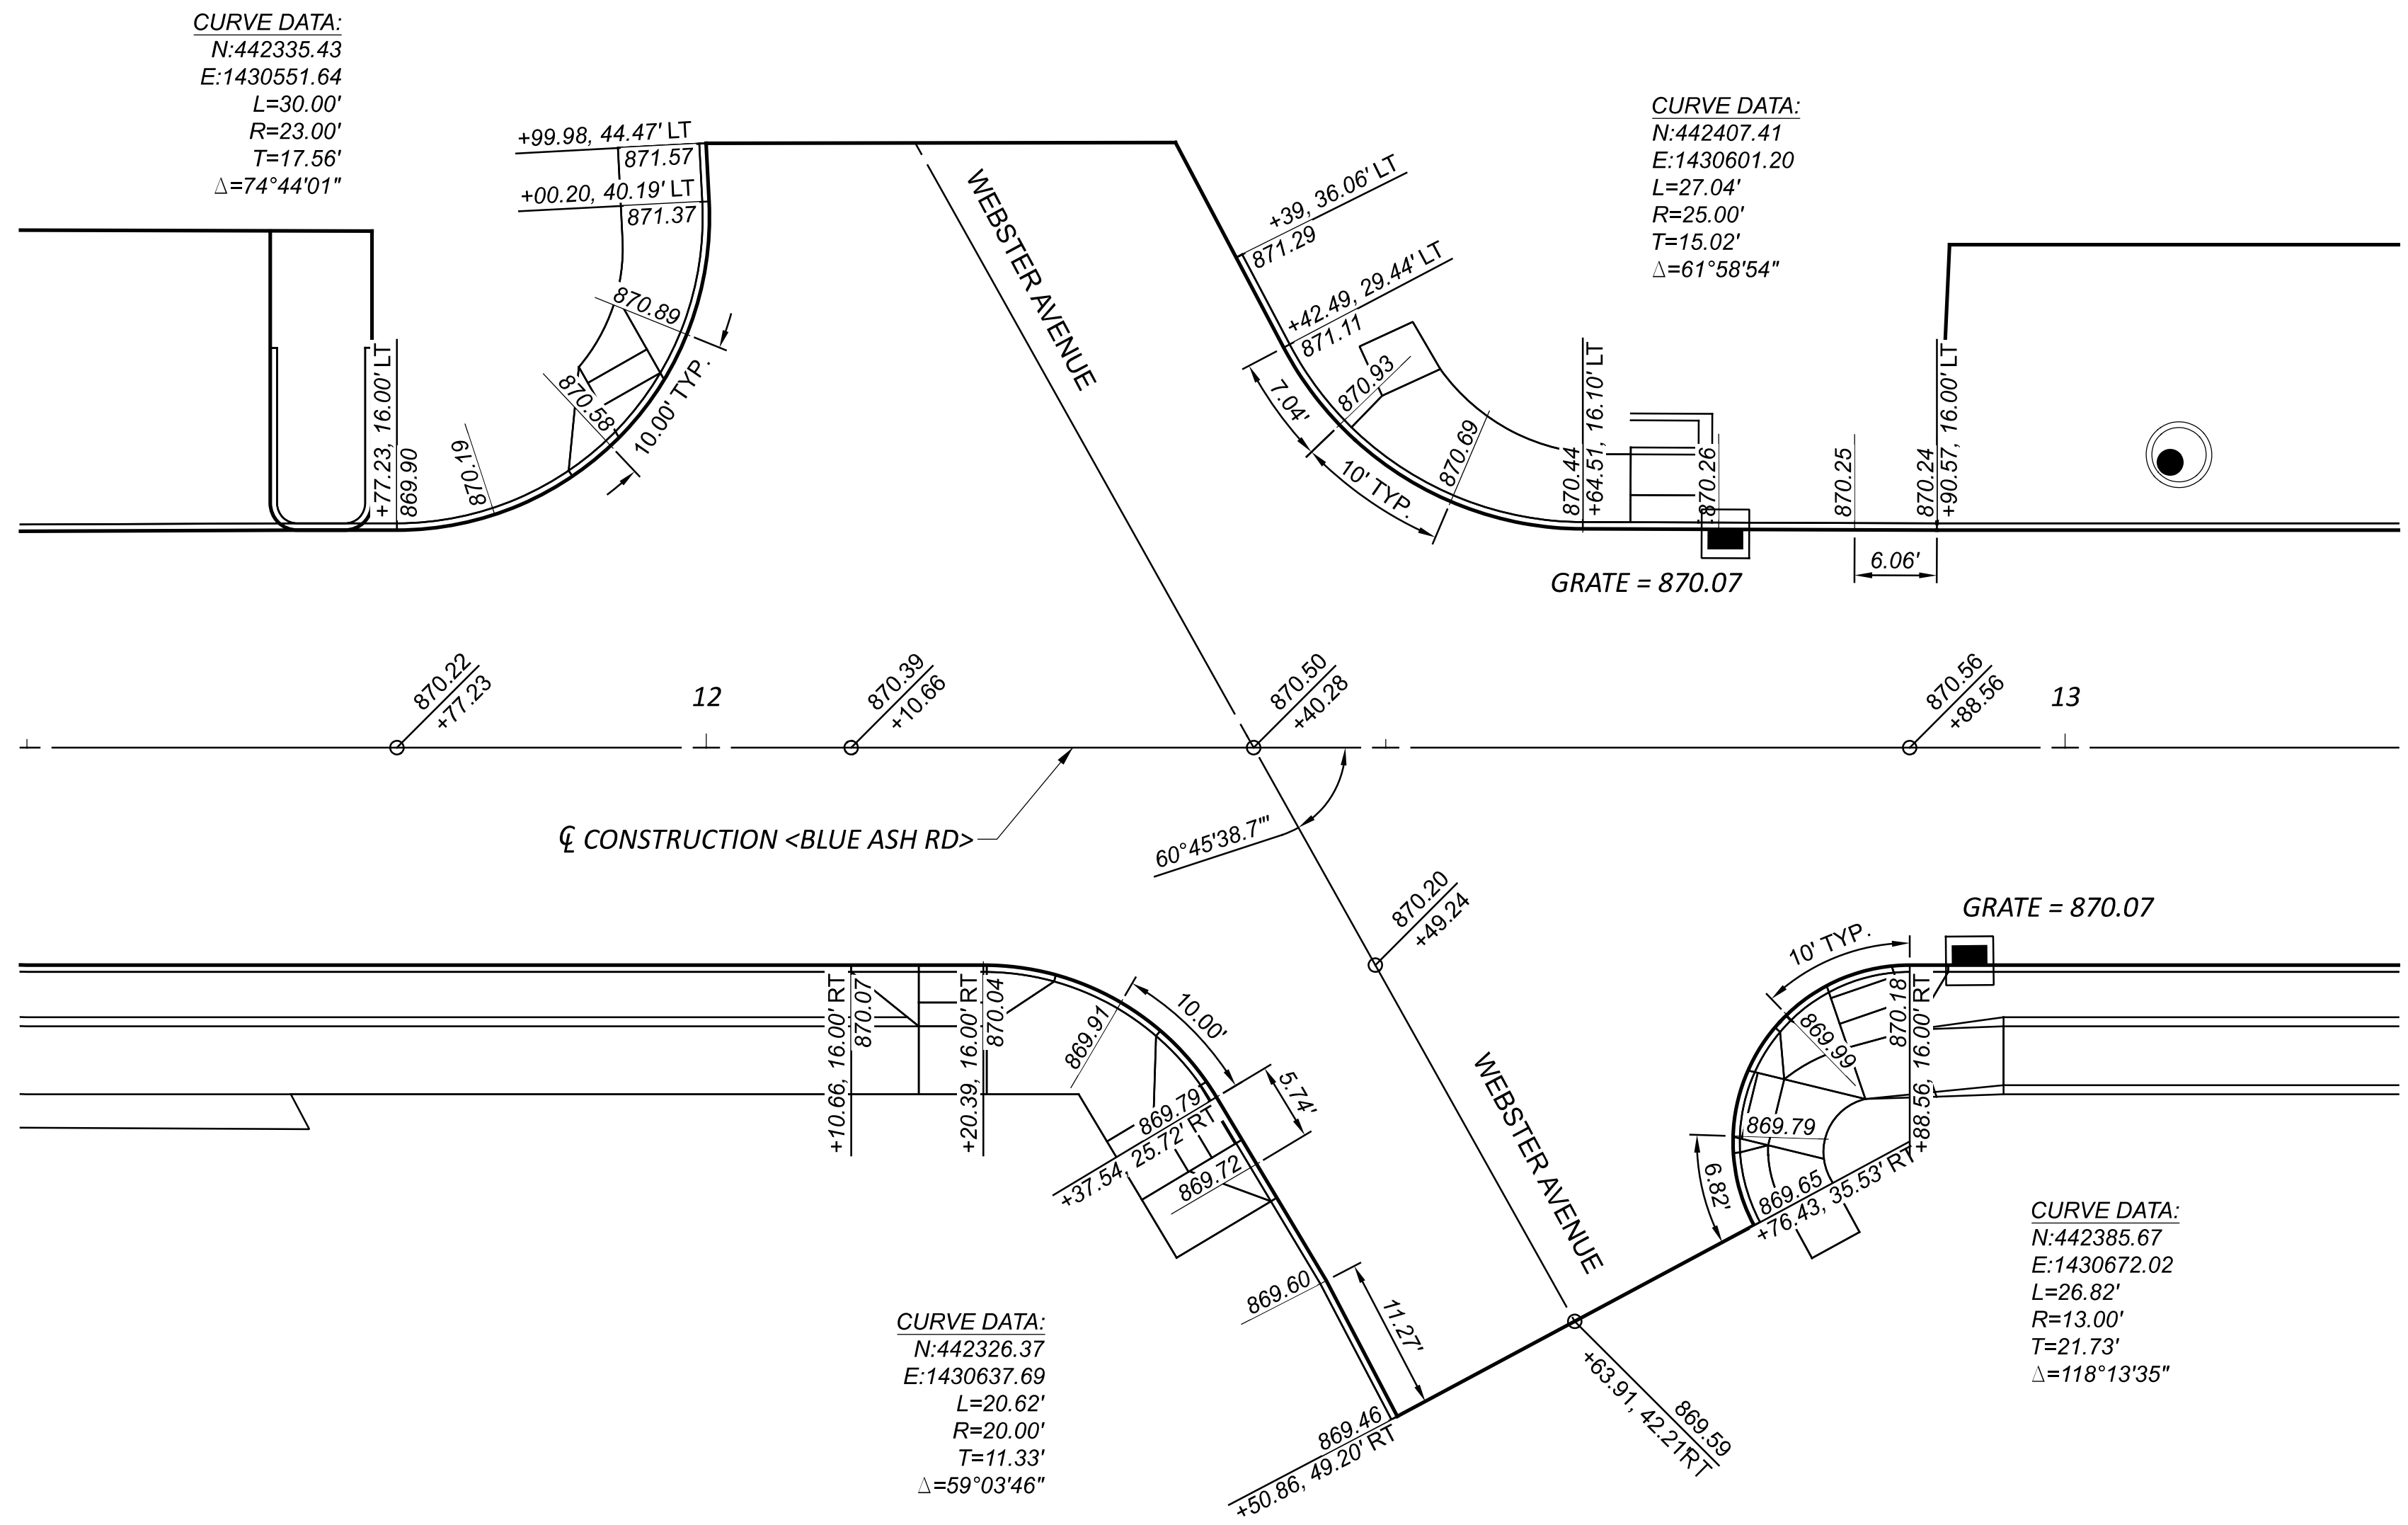 CURVE DATA:
N:442335.43
E:1430551.64
L=30.00'
R=23.00'
T=17.56'
Δ=74°44'01"
+99.98, 44.47' LT
871.57
+00.20, 40.19' LT
871.37
870.89
870.58
10.00' TYP.
870.19
+77.23, 16.00' LT
869.90
WEBSTER AVENUE
CURVE DATA:
N:442407.41
E:1430601.20
L=27.04'
R=25.00'
T=15.02'
Δ=61°58'54"
+39, 36.06' LT
871.29
+42.49, 29.44' LT
871.11
870.93
7.04'
10' TYP.
870.69
870.44
+64.51, 16.10' LT
870.26
870.25
870.24
+90.57, 16.00' LT
6.06'
GRATE = 870.07
870.22
+77.23
12
870.39
+10.66
870.50
+40.28
870.56
+88.56
13
℄ CONSTRUCTION <BLUE ASH RD>
60°45'38.7'"
870.20
+49.24
GRATE = 870.07
10' TYP.
+10.66, 16.00' RT
870.07
+20.39, 16.00' RT
870.04
869.91
10.00'
5.74'
869.79
+37.54, 25.72' RT
869.72
869.60
11.27'
869.46
+50.86, 49.20' RT
WEBSTER AVENUE
869.59
+63.91, 42.21'RT
869.99
870.18
+88.56, 16.00' RT
869.79
6.82'
869.65
+76.43, 35.53' RT
CURVE DATA:
N:442326.37
E:1430637.69
L=20.62'
R=20.00'
T=11.33'
Δ=59°03'46"
CURVE DATA:
N:442385.67
E:1430672.02
L=26.82'
R=13.00'
T=21.73'
Δ=118°13'35"